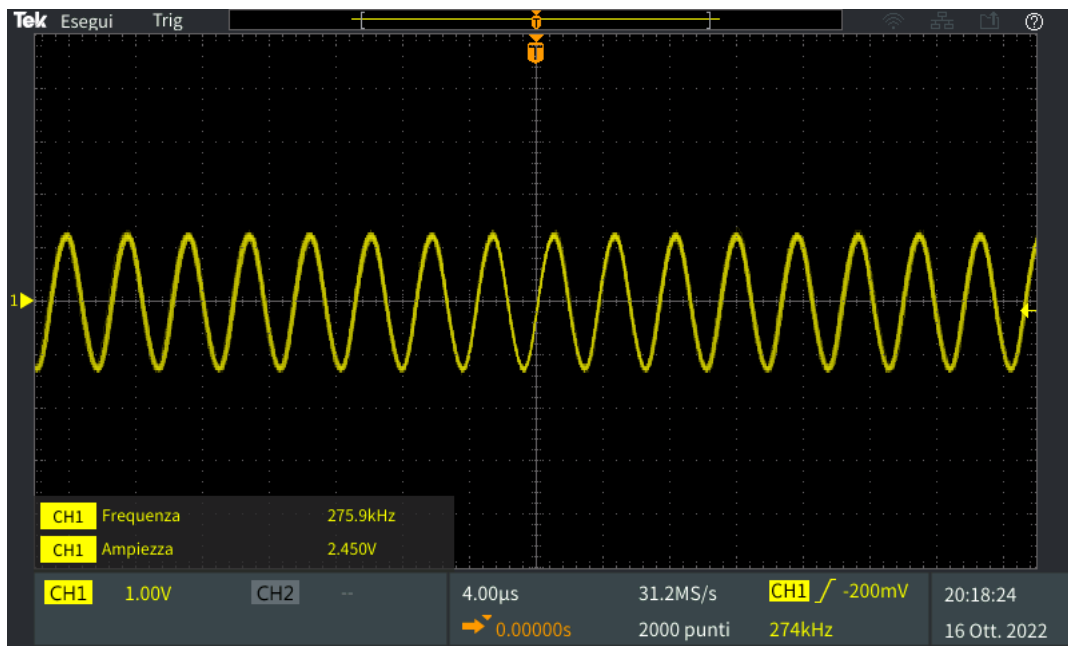 Tek Esegui Trig
T
T
1
CH1 Frequenza 275.9kHz
CH1 Ampiezza 2.450V
CH1 1.00V CH2 -- 4.00µs 31.2MS/s CH1 -200mV 20:18:24
0.00000s 2000 punti 274kHz 16 Ott. 2022